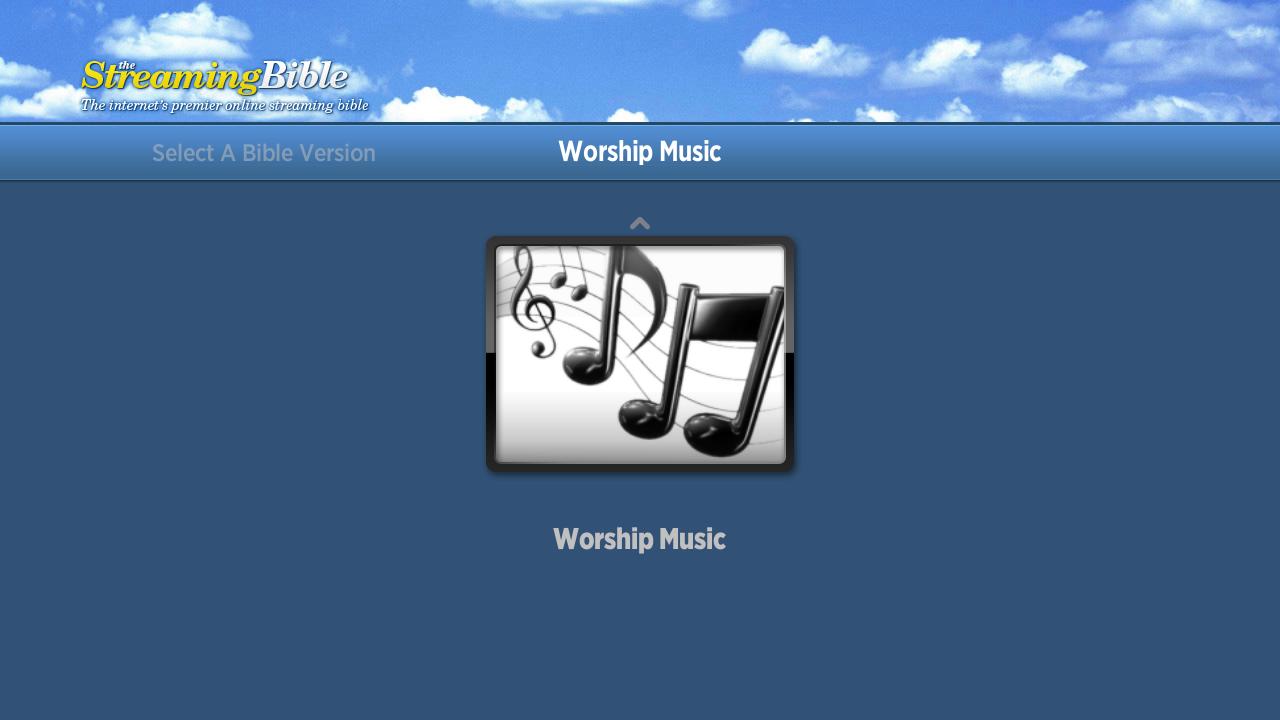 the
StreamingBible
The internet's premier online streaming bible
Select A Bible Version
Worship Music
Worship Music